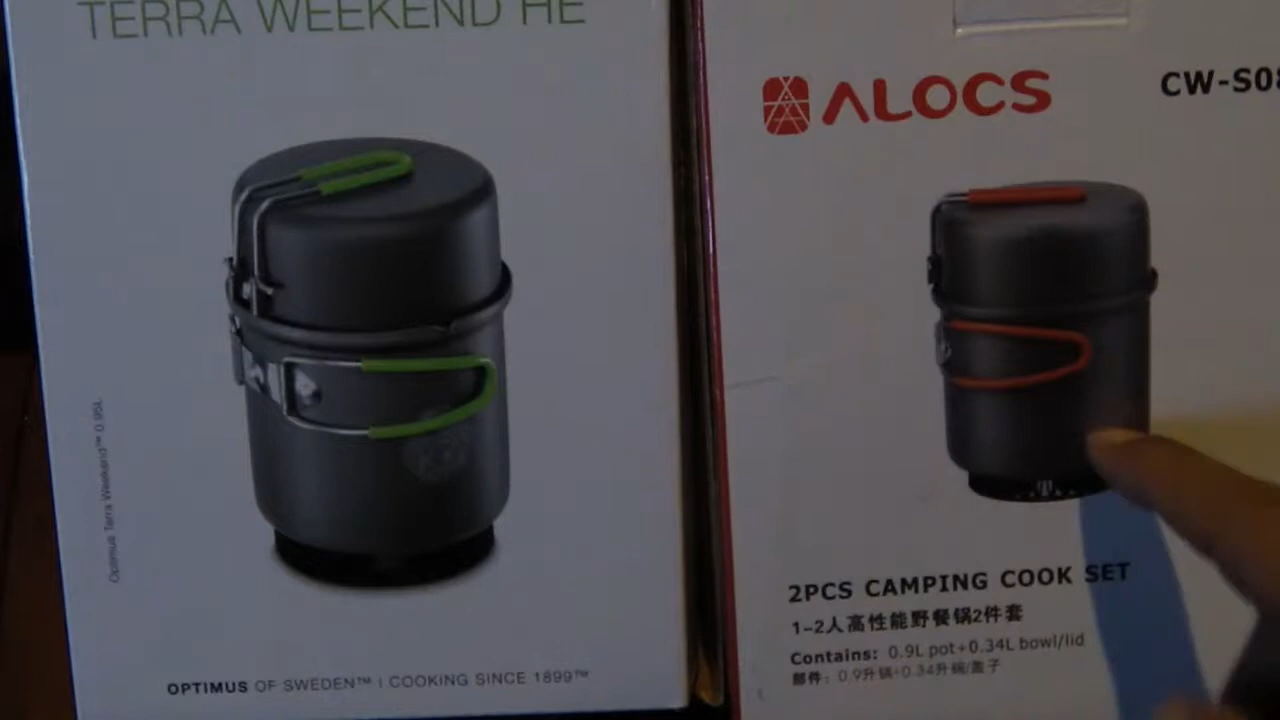 TERRA WEEKEND HE
Optimus Terra Weekend™ 0.95L
OPTIMUS OF SWEDEN™ | COOKING SINCE 1899™
ALOCS
CW-S08
2PCS CAMPING COOK SET
1-2人高性能野餐锅2件套
Contains: 0.9L pot+0.34L bowl/lid
部件: 0.9升锅+0.34升碗/盖子